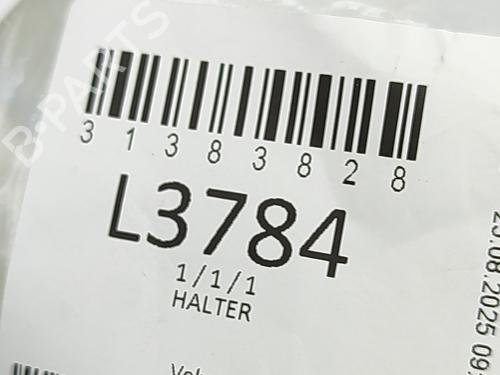 B-PARTS
31383828
L3784
1/1/1
HALTER
25.08.2025 09: